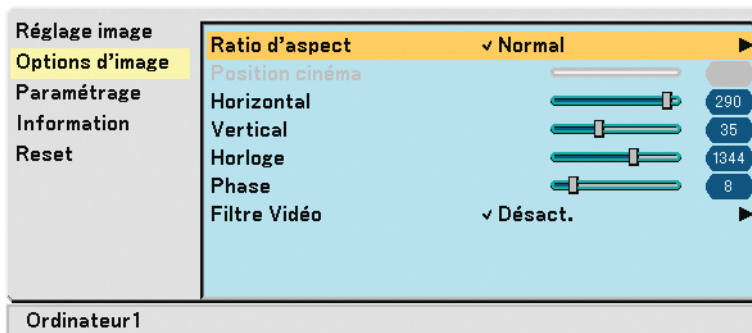 Réglage image
Options d'image
Paramétrage
Information
Reset
Ratio d'aspect ✓ Normal
Position cinéma
Horizontal 290
Vertical 35
Horloge 1344
Phase 8
Filtre Vidéo ✓ Désact.
Ordinateur1